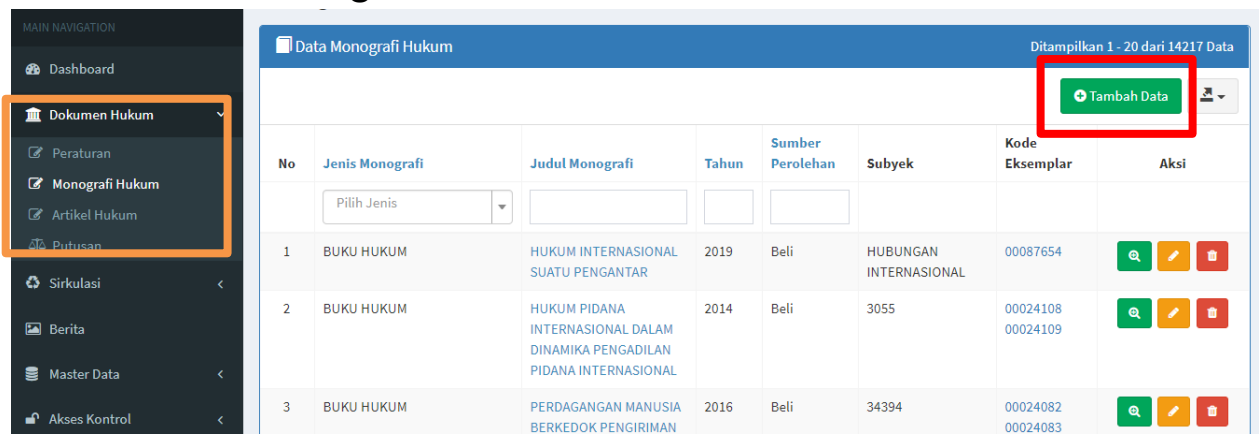 MAIN NAVIGATION
Dashboard
Dokumen Hukum
Peraturan
Monografi Hukum
Artikel Hukum
Putusan
Sirkulasi
Berita
Master Data
Akses Kontrol
Data Monografi Hukum
Ditampilkan 1 - 20 dari 14217 Data
Tambah Data
No Jenis Monografi Judul Monografi Tahun Sumber Perolehan Subyek Kode Eksemplar Aksi
Pilih Jenis
1 BUKU HUKUM HUKUM INTERNASIONAL 2019 Beli HUBUNGAN 00087654
SUATU PENGANTAR INTERNASIONAL
2 BUKU HUKUM HUKUM PIDANA 2014 Beli 3055 00024108
INTERNASIONAL DALAM 00024109
DINAMIKA PENGADILAN
PIDANA INTERNASIONAL
3 BUKU HUKUM PERDAGANGAN MANUSIA 2016 Beli 34394 00024082
BERKEDOK PENGIRIMAN 00024083